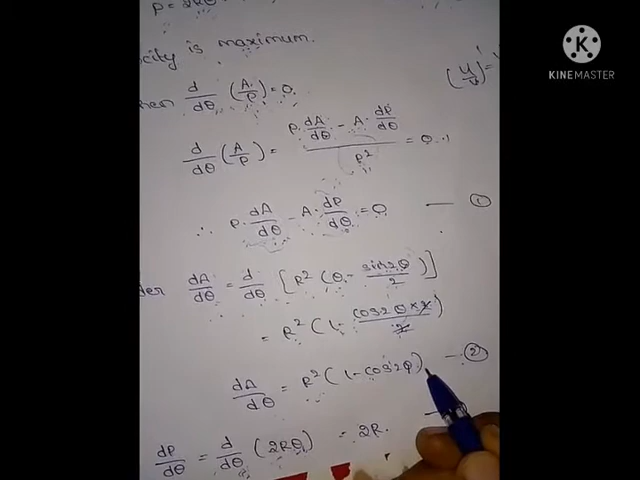 P = 2Rθ
city is maximum.
d/dθ (A/P) = 0.
d/dθ (A/P) = (P. dA/dθ - A. dP/dθ) / P² = 0
∴ P. dA/dθ - A. dP/dθ = 0 — ①
dA/dθ = d/dθ [R² (θ - sin2θ/2)]
= R² (1 - cos2θ×2/2)
dA/dθ = R² (1 - cos2θ) — ②
dP/dθ = d/dθ (2Rθ) = 2R.
KINEMASTER